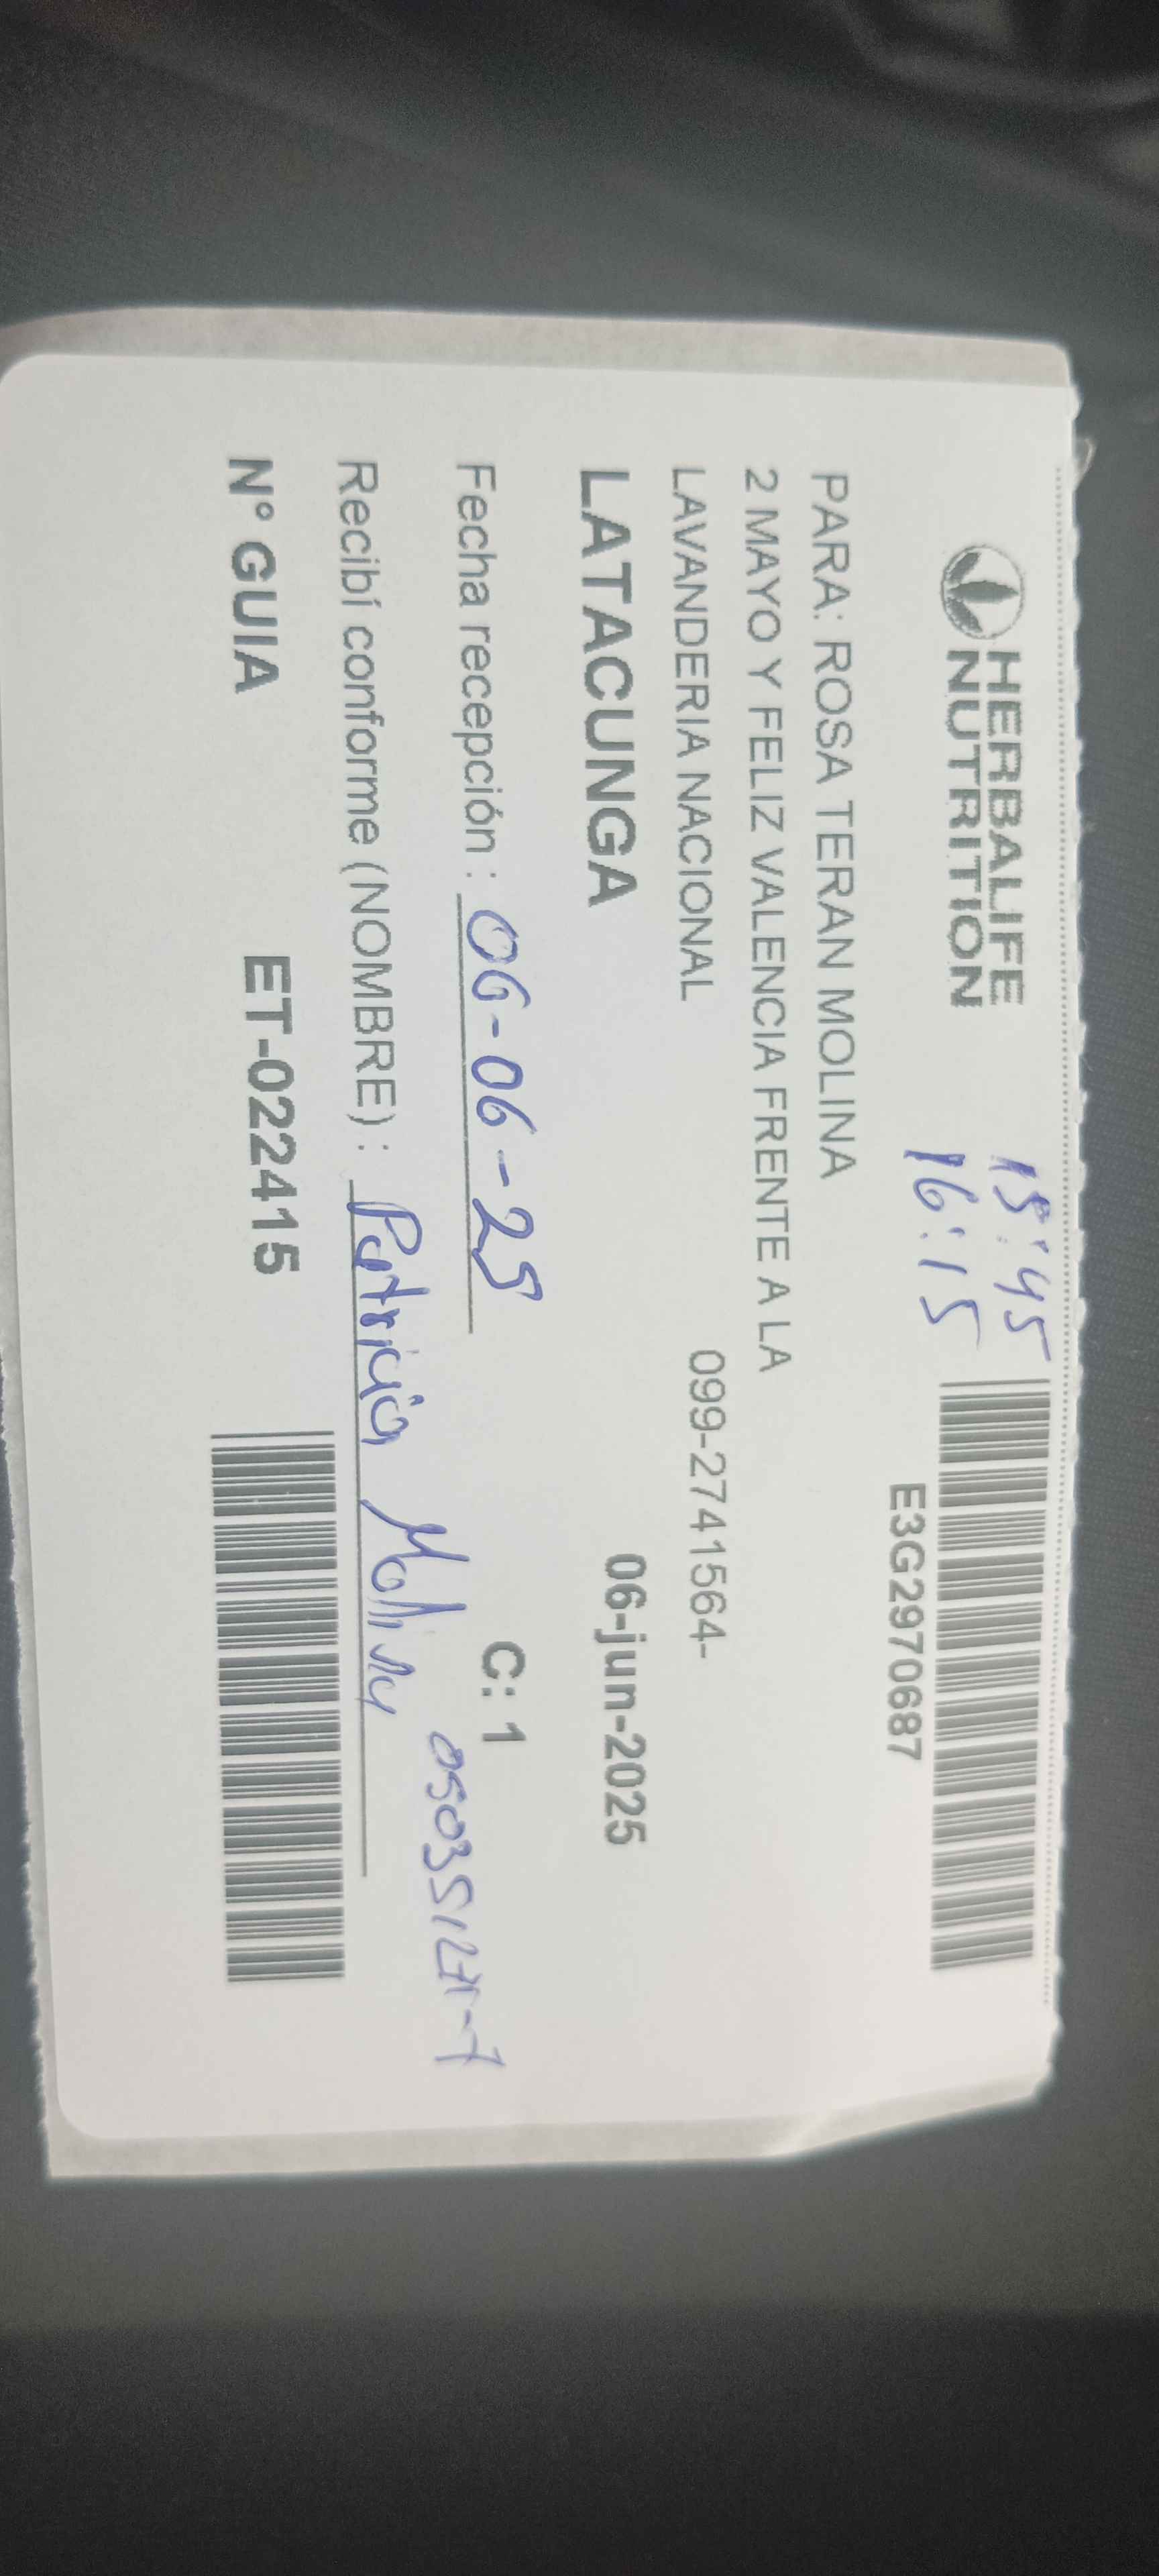 HERBALIFE
NUTRITION
15:45
16:15
E3G2970687
PARA: ROSA TERAN MOLINA
2 MAYO Y FELIZ VALENCIA FRENTE A LA
LAVANDERIA NACIONAL
099-2741564-
LATACUNGA
06-jun-2025
Fecha recepción : 06-06-25
C: 1
Recibí conforme (NOMBRE) : Patricia Molina
N° GUIA
ET-022415